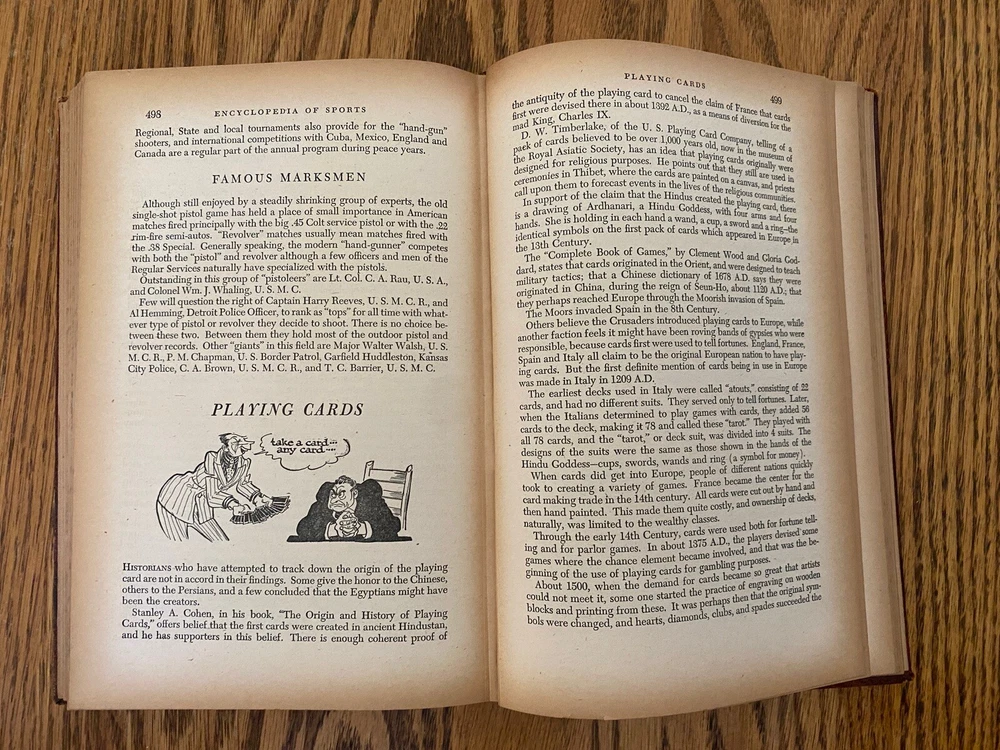 498
ENCYCLOPEDIA OF SPORTS
Regional, State and local tournaments also provide for the "hand-gun"
shooters, and international competitions with Cuba, Mexico, England and
Canada are a regular part of the annual program during peace years.
FAMOUS MARKSMEN
Although still enjoyed by a steadily shrinking group of experts, the old
single-shot pistol game has held a place of small importance in American
matches fired principally with the big .45 Colt service pistol or with the .22
rim-fire semi-autos. "Revolver" matches usually mean matches fired with
the .38 Special. Generally speaking, the modern "hand-gunner" competes
with both the "pistol" and revolver although a few officers and men of the
Regular Services naturally have specialized with the pistols.
Outstanding in this group of "pistoleers" are Lt. Col. C. A. Rau, U. S. A.,
and Colonel Wm. J. Whaling, U. S. M. C.
Few will question the right of Captain Harry Reeves, U. S. M. C. R., and
Al Hemming, Detroit Police Officer, to rank as "tops" for all time with what-
ever type of pistol or revolver they decide to shoot. There is no choice be-
tween these two. Between them they hold most of the outdoor pistol and
revolver records. Other "giants" in this field are Major Walter Walsh, U. S.
M. C. R., P. M. Chapman, U. S. Border Patrol, Garfield Huddleston, Kansas
City Police, C. A. Brown, U. S. M. C. R., and T. C. Barrier, U. S. M. C.
PLAYING CARDS
take a card...
any card....
HISTORIANS who have attempted to track down the origin of the playing
card are not in accord in their findings. Some give the honor to the Chinese,
others to the Persians, and a few concluded that the Egyptians might have
been the creators.
Stanley A. Cohen, in his book, "The Origin and History of Playing
Cards," offers belief that the first cards were created in ancient Hindustan,
and he has supporters in this belief. There is enough coherent proof of
PLAYING CARDS
499
the antiquity of the playing card to cancel the claim of France that cards
first were devised there in about 1392 A.D., as a means of diversion for the
mad King, Charles IX.
D. W. Timberlake, of the U. S. Playing Card Company, telling of a
pack of cards believed to be over 1,000 years old, now in the museum of
the Royal Asiatic Society, has an idea that playing cards originally were
designed for religious purposes. He points out that they still are used in
ceremonies in Thibet, where the cards are painted on a canvas, and priests
call upon them to forecast events in the lives of the religious communities.
In support of the claim that the Hindus created the playing card, there
is a drawing of Ardhanari, a Hindu Goddess, with four arms and four
hands. She is holding in each hand a wand, a cup, a sword and a ring—the
identical symbols on the first pack of cards which appeared in Europe in
the 13th Century.
The "Complete Book of Games," by Clement Wood and Gloria God-
dard, states that cards originated in the Orient, and were designed to teach
military tactics; that a Chinese dictionary of 1678 A.D. says they were
originated in China, during the reign of Seun-Ho, about 1120 A.D.; that
they perhaps reached Europe through the Moorish invasion of Spain.
The Moors invaded Spain in the 8th Century.
Others believe the Crusaders introduced playing cards to Europe, while
another faction feels it might have been roving bands of gypsies who were
responsible, because cards first were used to tell fortunes. England, France,
Spain and Italy all claim to be the original European nation to have play-
ing cards. But the first definite mention of cards being in use in Europe
was made in Italy in 1209 A.D.
The earliest decks used in Italy were called "atouts," consisting of 22
cards, and had no different suits. They served only to tell fortunes. Later,
when the Italians determined to play games with cards, they added 56
cards to the deck, making it 78 and called these "tarot." They played with
all 78 cards, and the "tarot," or deck suit, was divided into 4 suits. The
designs of the suits were the same as those shown in the hands of the
Hindu Goddess—cups, swords, wands and ring (a symbol for money).
When cards did get into Europe, people of different nations quickly
took to creating a variety of games. France became the center for the
card making trade in the 14th century. All cards were cut out by hand and
then hand painted. This made them quite costly, and ownership of decks,
naturally, was limited to the wealthy classes.
Through the early 14th Century, cards were used both for fortune tell-
ing and for parlor games. In about 1375 A.D., the players devised some
games where the chance element became involved, and that was the be-
ginning of the use of playing cards for gambling purposes.
About 1500, when the demand for cards became so great that artists
could not meet it, some one started the practice of engraving on wooden
blocks and printing from these. It was perhaps then that the original sym-
bols were changed, and hearts, diamonds, clubs, and spades succeeded the